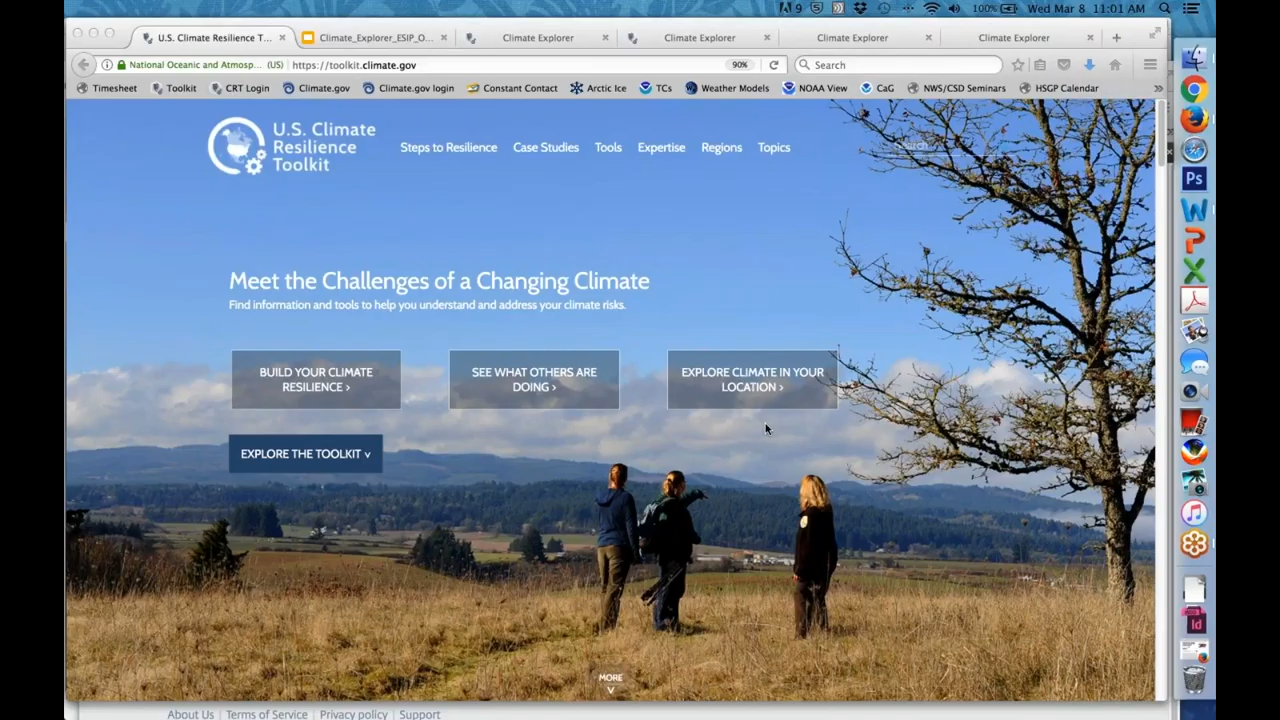 9 100% Wed Mar 8 11:01 AM
U.S. Climate Resilience T... Climate_Explorer_ESIP_O... Climate Explorer Climate Explorer Climate Explorer Climate Explorer
National Oceanic and Atmosp... (US) https://toolkit.climate.gov 90% Search
Timesheet Toolkit CRT Login Climate.gov Climate.gov login Constant Contact Arctic Ice TCs Weather Models NOAA View CaG NWS/CSD Seminars HSGP Calendar
U.S. Climate
Resilience
Toolkit
Steps to Resilience Case Studies Tools Expertise Regions Topics Search
Meet the Challenges of a Changing Climate
Find information and tools to help you understand and address your climate risks.
BUILD YOUR CLIMATE
RESILIENCE >
SEE WHAT OTHERS ARE
DOING >
EXPLORE CLIMATE IN YOUR
LOCATION >
EXPLORE THE TOOLKIT v
MORE
v
About Us | Terms of Service | Privacy policy | Support
Ps
W
P
X
Id